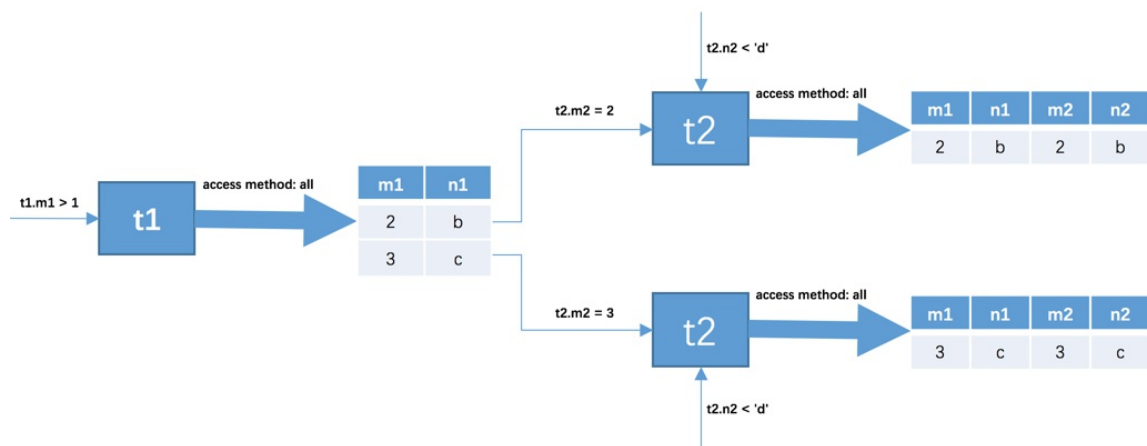 t1.m1 > 1
t1
access method: all
m1 n1
2 b
3 c
t2.m2 = 2
t2.n2 < 'd'
t2
access method: all
m1 n1 m2 n2
2 b 2 b
t2.m2 = 3
t2
access method: all
m1 n1 m2 n2
3 c 3 c
t2.n2 < 'd'